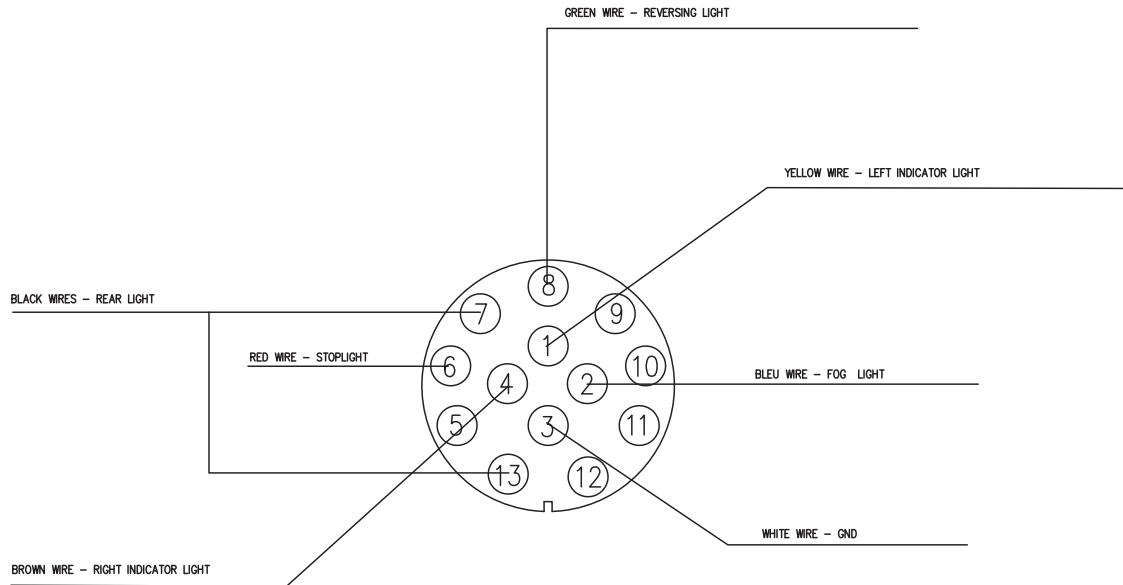 GREEN WIRE – REVERSING LIGHT
YELLOW WIRE – LEFT INDICATOR LIGHT
8
BLACK WIRES – REAR LIGHT
7
9
1
RED WIRE – STOPLIGHT
6
10
4
2
BLEU WIRE – FOG LIGHT
5
3
11
13
12
WHITE WIRE – GND
BROWN WIRE – RIGHT INDICATOR LIGHT